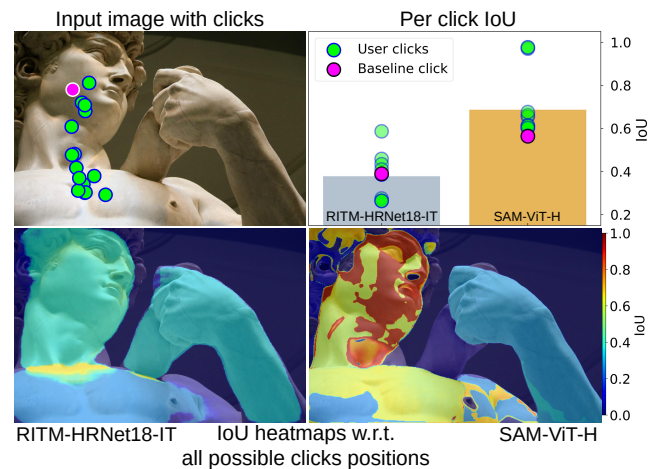 Input image with clicks
Per click IoU
User clicks
Baseline click
1.0
0.8
0.6
0.4
0.2
IoU
RITM-HRNet18-IT
SAM-ViT-H
1.0
0.8
0.6
0.4
0.2
0.0
IoU
RITM-HRNet18-IT
IoU heatmaps w.r.t.
all possible clicks positions
SAM-ViT-H